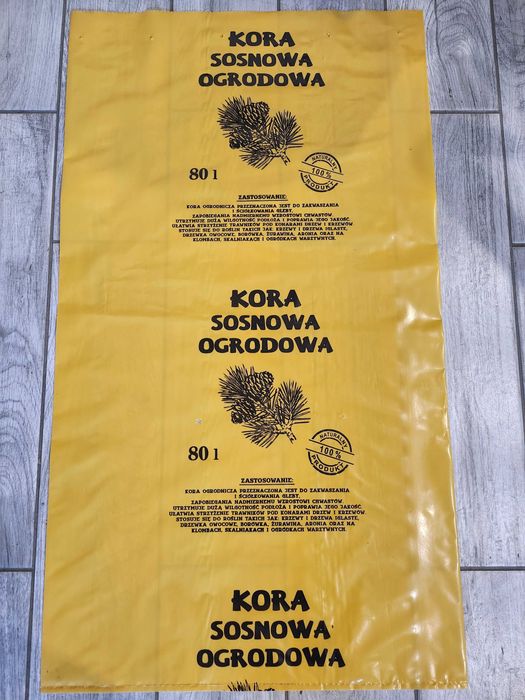 KORA
SOSNOWA
OGRODOWA
80 l
NATURALNY
100%
PRODUKT
ZASTOSOWANIE:
KORA OGRODNICZA PRZEZNACZONA JEST DO ZAKWASZANIA
I ŚCIÓŁKOWANIA GLEBY,
ZAPOBIEGANIA NADMIERNEMU WZROSTOWI CHWASTÓW.
UTRZYMUJE DUŻĄ WILGOTNOŚĆ PODŁOŻA I POPRAWIA JEGO JAKOŚĆ.
UŁATWIA STRZYŻENIE TRAWNIKÓW POD KONARAMI DRZEW I KRZEWÓW.
STOSUJE SIĘ DO ROŚLIN TAKICH JAK: KRZEWY I DRZEWA IGLASTE,
DRZEWKA OWOCOWE, BORÓWKA, ŻURAWINA, ARONIA ORAZ NA
KLOMBACH, SKALNIAKACH I OGRÓDKACH WARZYWNYCH.
KORA
SOSNOWA
OGRODOWA
80 l
NATURALNY
100%
PRODUKT
ZASTOSOWANIE:
KORA OGRODNICZA PRZEZNACZONA JEST DO ZAKWASZANIA
I ŚCIÓŁKOWANIA GLEBY,
ZAPOBIEGANIA NADMIERNEMU WZROSTOWI CHWASTÓW.
UTRZYMUJE DUŻĄ WILGOTNOŚĆ PODŁOŻA I POPRAWIA JEGO JAKOŚĆ.
UŁATWIA STRZYŻENIE TRAWNIKÓW POD KONARAMI DRZEW I KRZEWÓW.
STOSUJE SIĘ DO ROŚLIN TAKICH JAK: KRZEWY I DRZEWA IGLASTE,
DRZEWKA OWOCOWE, BORÓWKA, ŻURAWINA, ARONIA ORAZ NA
KLOMBACH, SKALNIAKACH I OGRÓDKACH WARZYWNYCH.
KORA
SOSNOWA
OGRODOWA